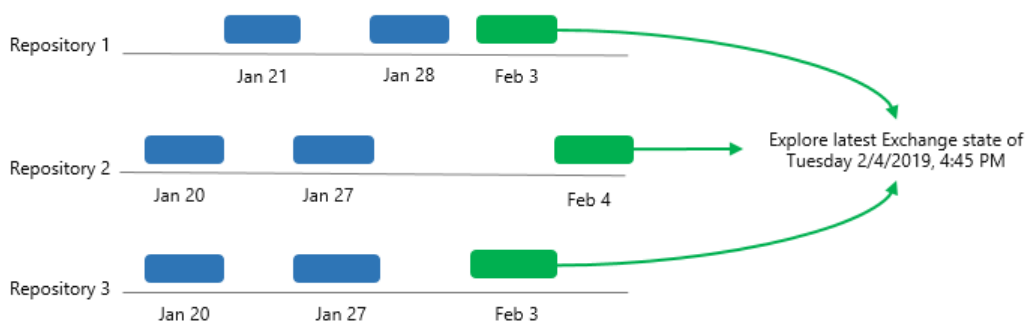 Repository 1
Jan 21
Jan 28
Feb 3
Repository 2
Jan 20
Jan 27
Feb 4
Explore latest Exchange state of
Tuesday 2/4/2019, 4:45 PM
Repository 3
Jan 20
Jan 27
Feb 3